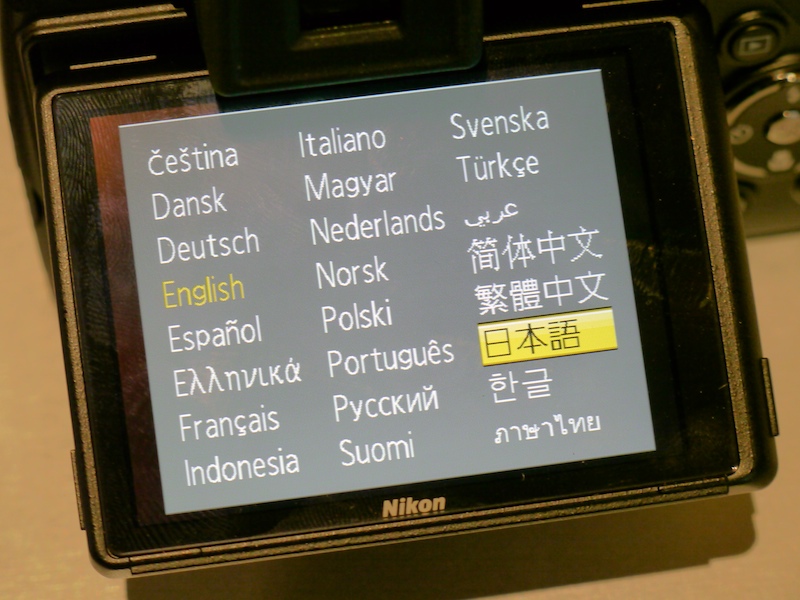 Čeština
Dansk
Deutsch
English
Español
Ελληνικά
Français
Indonesia
Italiano
Magyar
Nederlands
Norsk
Polski
Português
Русский
Suomi
Svenska
Türkçe
عربي
简体中文
繁體中文
日本語
한글
ภาษาไทย
Nikon